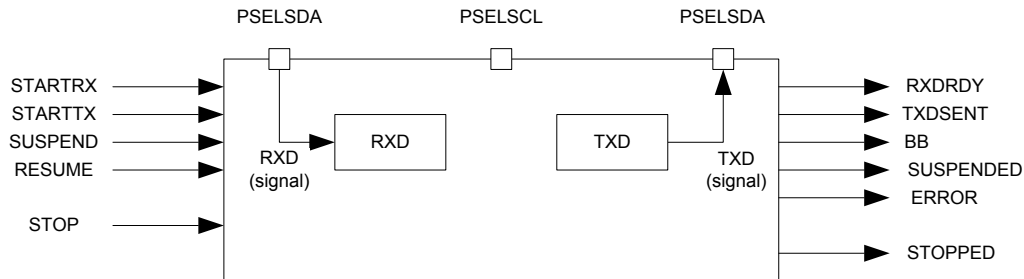 PSELSDA PSELSCL PSELSDA
STARTRX
STARTTX
SUSPEND
RESUME
STOP
RXD
(signal)
RXD
TXD
TXD
(signal)
RXDRDY
TXDSENT
BB
SUSPENDED
ERROR
STOPPED